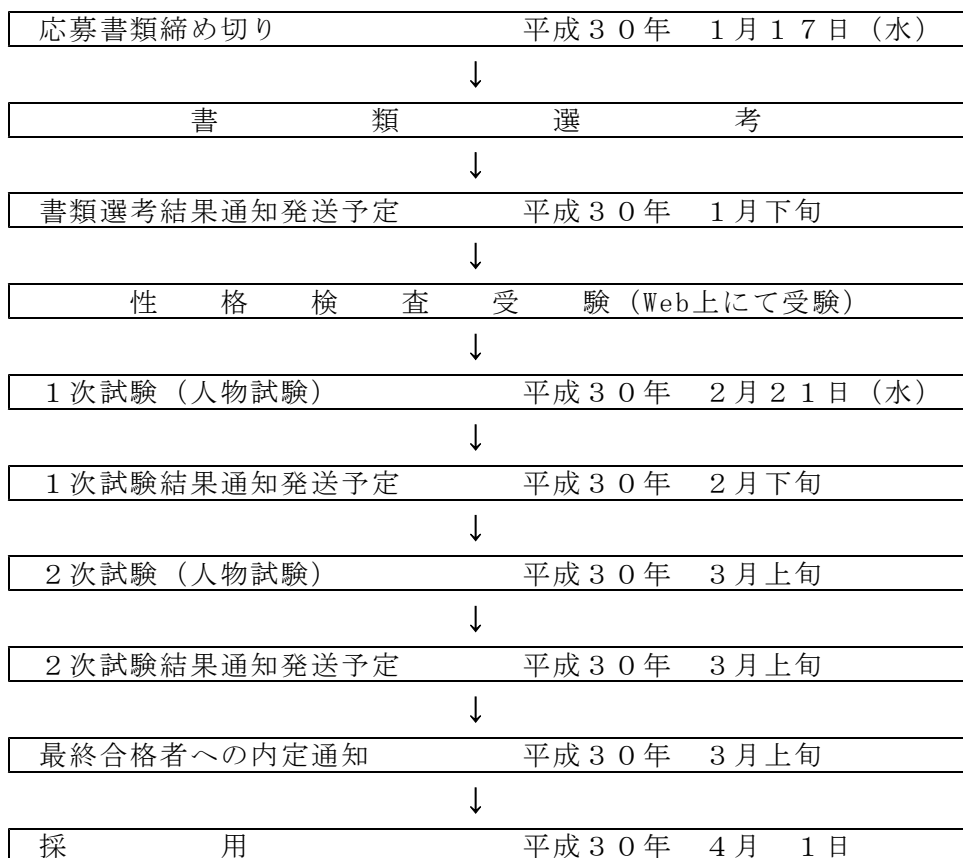 応募書類締め切り　平成３０年　１月１７日（水）
↓
書類選考
↓
書類選考結果通知発送予定　平成３０年　１月下旬
↓
性格検査受験（Web上にて受験）
↓
１次試験（人物試験）　平成３０年　２月２１日（水）
↓
１次試験結果通知発送予定　平成３０年　２月下旬
↓
２次試験（人物試験）　平成３０年　３月上旬
↓
２次試験結果通知発送予定　平成３０年　３月上旬
↓
最終合格者への内定通知　平成３０年　３月上旬
↓
採用　平成３０年　４月　１日